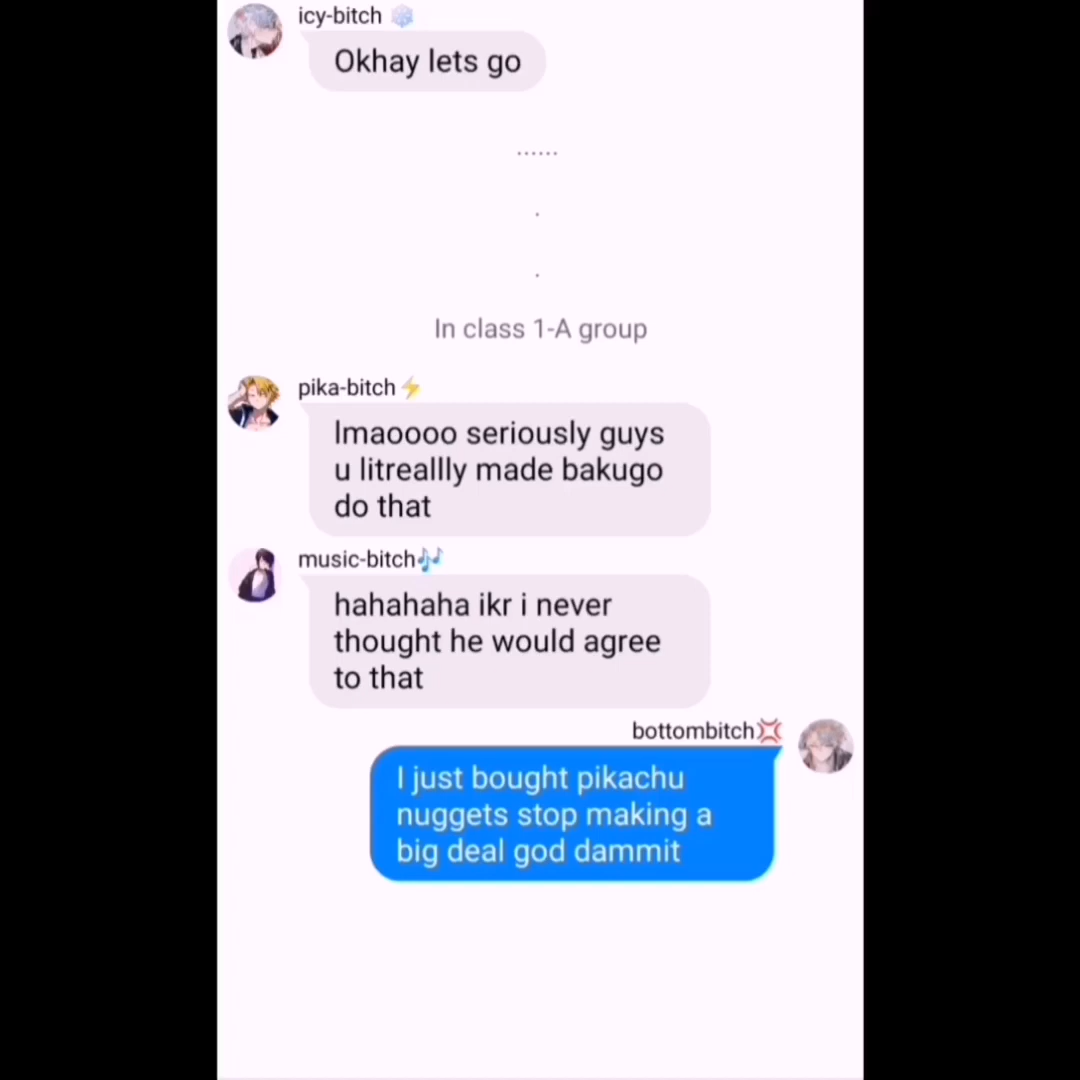 icy-bitch ❄️
Okhay lets go
......
.
.
In class 1-A group
pika-bitch ⚡
lmaoooo seriously guys
u litreallly made bakugo
do that
music-bitch🎶
hahahaha ikr i never
thought he would agree
to that
bottombitch💢
I just bought pikachu
nuggets stop making a
big deal god dammit